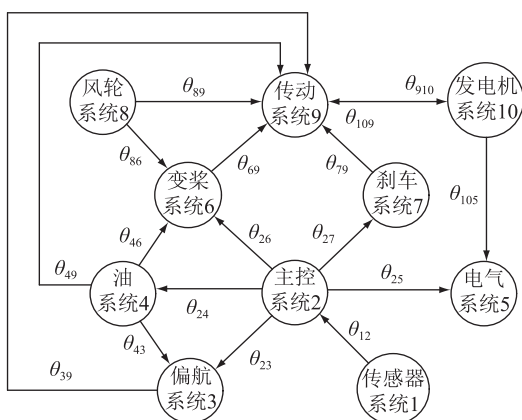 风轮
系统8
θ89
传动
系统9
θ910
θ109
发电机
系统10
θ86
θ69
θ79
变桨
系统6
刹车
系统7
θ105
θ46
θ26
θ27
θ49
油
系统4
θ24
主控
系统2
θ25
电气
系统5
θ43
θ23
θ12
θ39
偏航
系统3
传感器
系统1